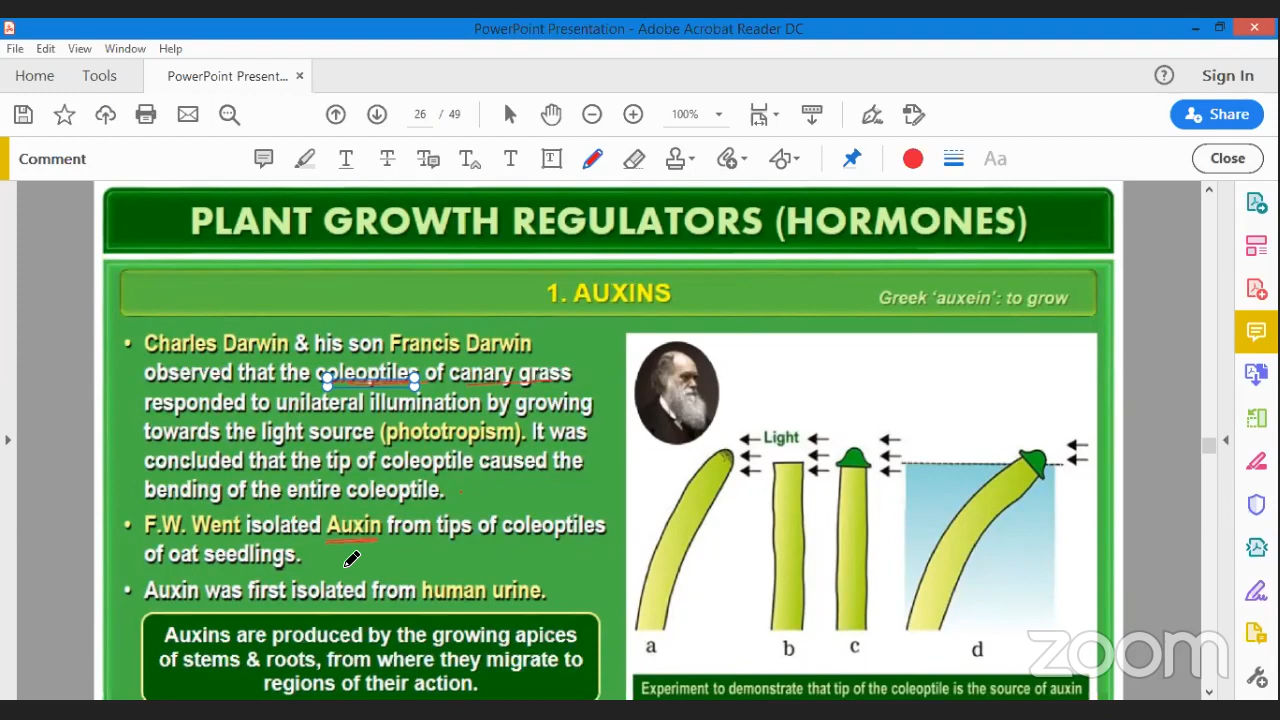 PowerPoint Presentation - Adobe Acrobat Reader DC
File Edit View Window Help
Home Tools PowerPoint Present... Sign In
26 / 49 100% Share
Comment Aa Close
PLANT GROWTH REGULATORS (HORMONES)
1. AUXINS
Greek 'auxein': to grow
• Charles Darwin & his son Francis Darwin
observed that the coleoptiles of canary grass
responded to unilateral illumination by growing
towards the light source (phototropism). It was
concluded that the tip of coleoptile caused the
bending of the entire coleoptile.
• F.W. Went isolated Auxin from tips of coleoptiles
of oat seedlings.
• Auxin was first isolated from human urine.
Auxins are produced by the growing apices
of stems & roots, from where they migrate to
regions of their action.
Light
a b c d
Experiment to demonstrate that tip of the coleoptile is the source of auxin
zoom